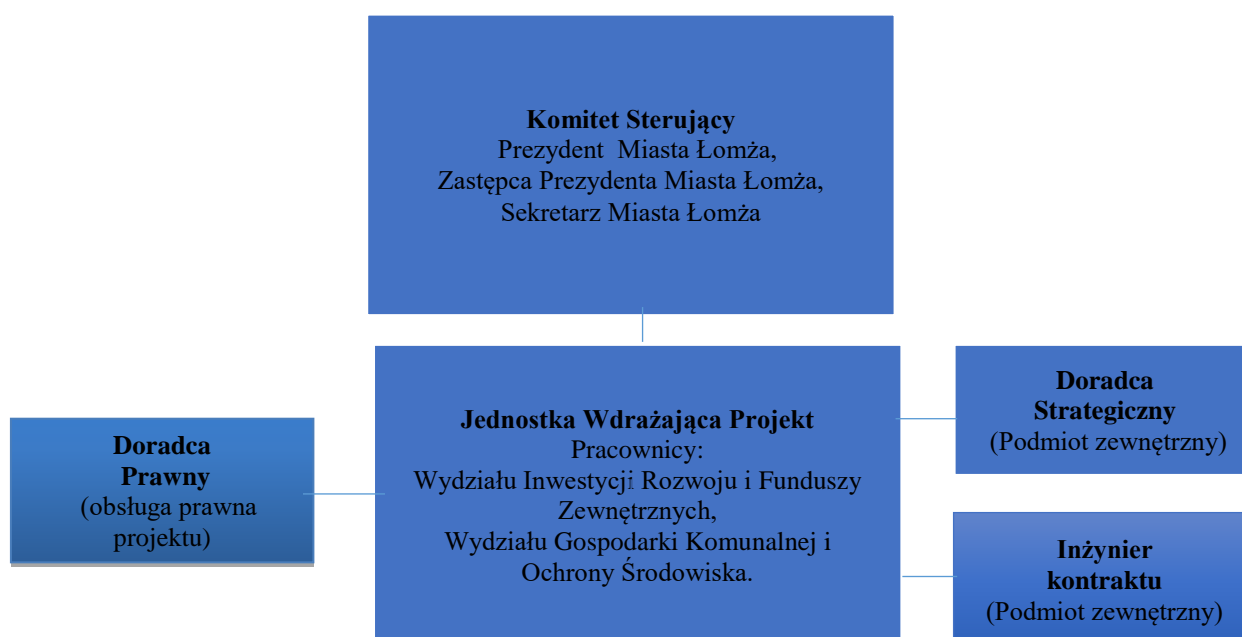 Komitet Sterujący
Prezydent Miasta Łomża,
Zastępca Prezydenta Miasta Łomża,
Sekretarz Miasta Łomża
Doradca
Prawny
(obsługa prawna
projektu)
Jednostka Wdrażająca Projekt
Pracownicy:
Wydziału Inwestycji Rozwoju i Funduszy
Zewnętrznych,
Wydziału Gospodarki Komunalnej i
Ochrony Środowiska.
Doradca
Strategiczny
(Podmiot zewnętrzny)
Inżynier
kontraktu
(Podmiot zewnętrzny)